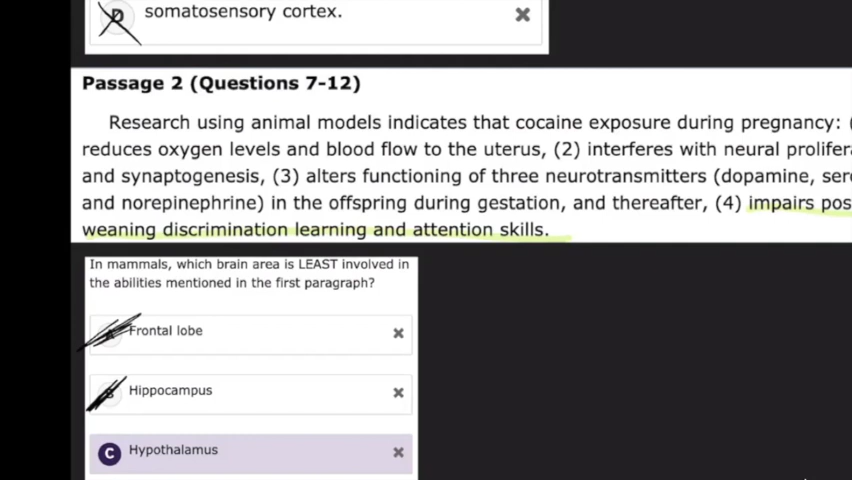 D somatosensory cortex.
Passage 2 (Questions 7-12)
Research using animal models indicates that cocaine exposure during pregnancy: (
reduces oxygen levels and blood flow to the uterus, (2) interferes with neural prolifera
and synaptogenesis, (3) alters functioning of three neurotransmitters (dopamine, sero
and norepinephrine) in the offspring during gestation, and thereafter, (4) impairs pos
weaning discrimination learning and attention skills.
In mammals, which brain area is LEAST involved in
the abilities mentioned in the first paragraph?
Frontal lobe
B Hippocampus
C Hypothalamus